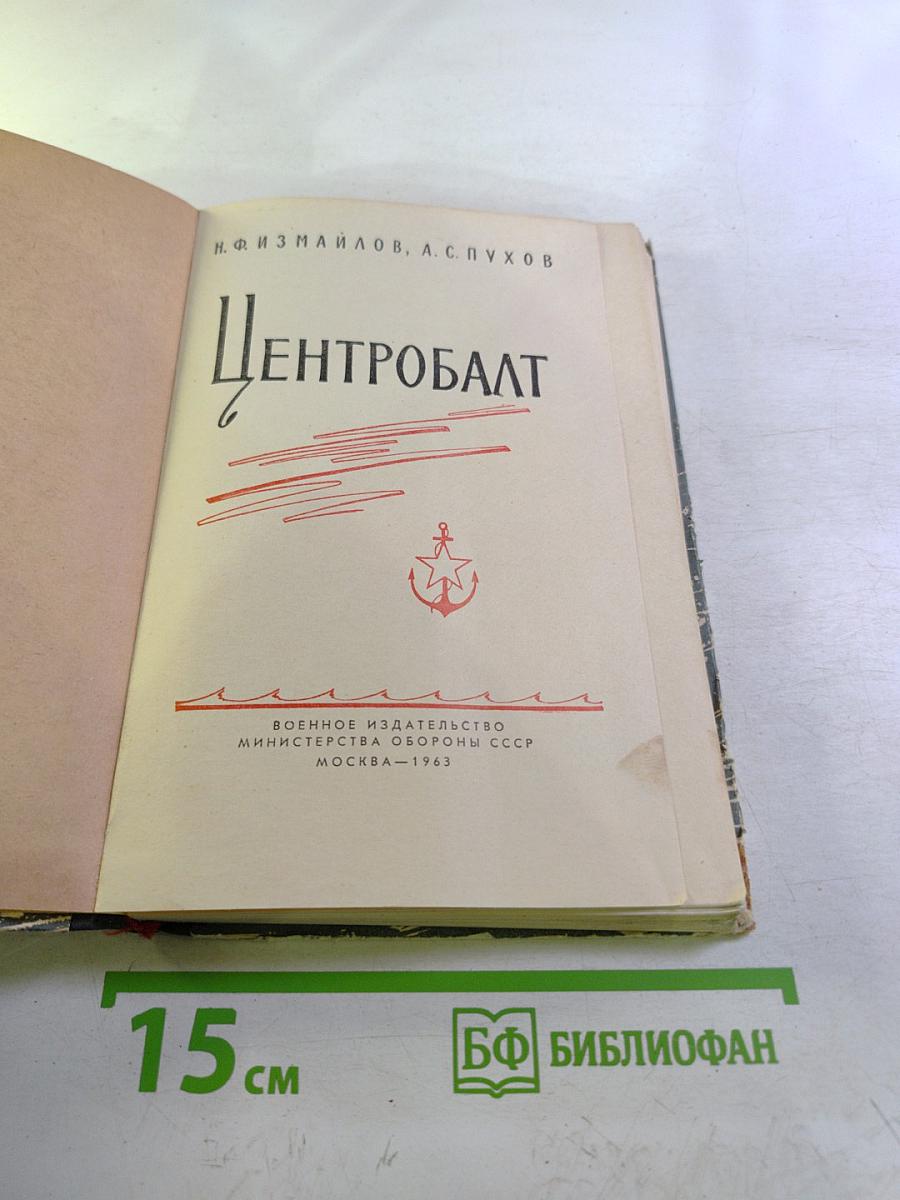 Н. Ф. ИЗМАЙЛОВ, А. С. ПУХОВ
ЦЕНТРОБАЛТ
ВОЕННОЕ ИЗДАТЕЛЬСТВО
МИНИСТЕРСТВА ОБОРОНЫ СССР
МОСКВА—1963
15 см
БФ БИБЛИОФАН